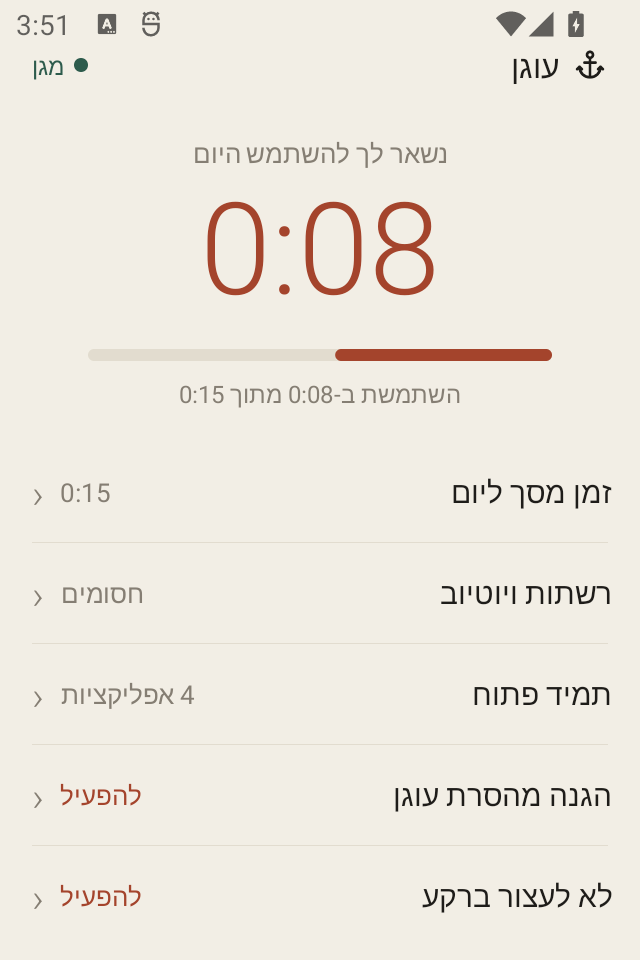 3:51
עוגן
מגן
נשאר לך להשתמש היום
0:08
השתמשת ב-0:08 מתוך 0:15
זמן מסך ליום
0:15
רשתות ויוטיוב
חסומים
תמיד פתוח
4 אפליקציות
הגנה מהסרת עוגן
להפעיל
לא לעצור ברקע
להפעיל